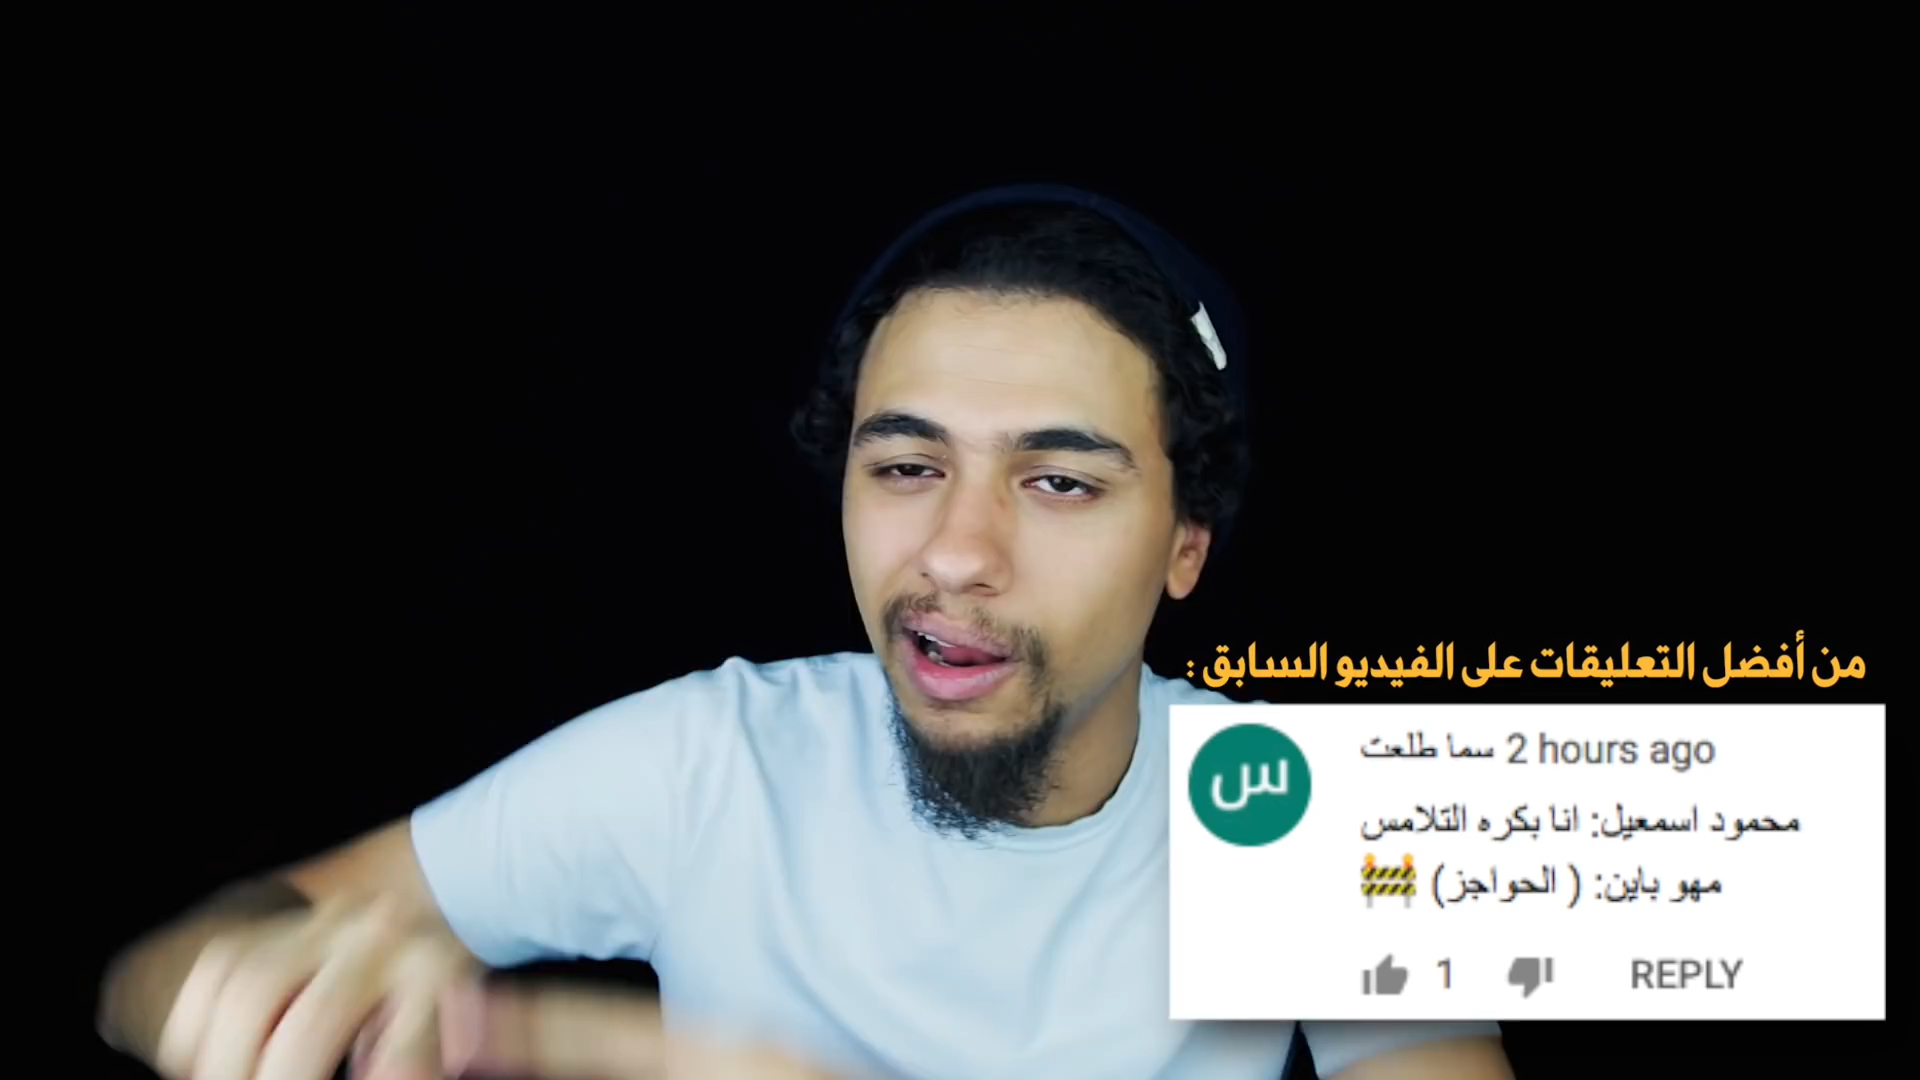 من أفضل التعليقات على الفيديو السابق :
س
سما طلعت 2 hours ago
محمود اسمعيل: انا بكره التلامس
مهو باين: ( الحواجز) 🚧
1 REPLY